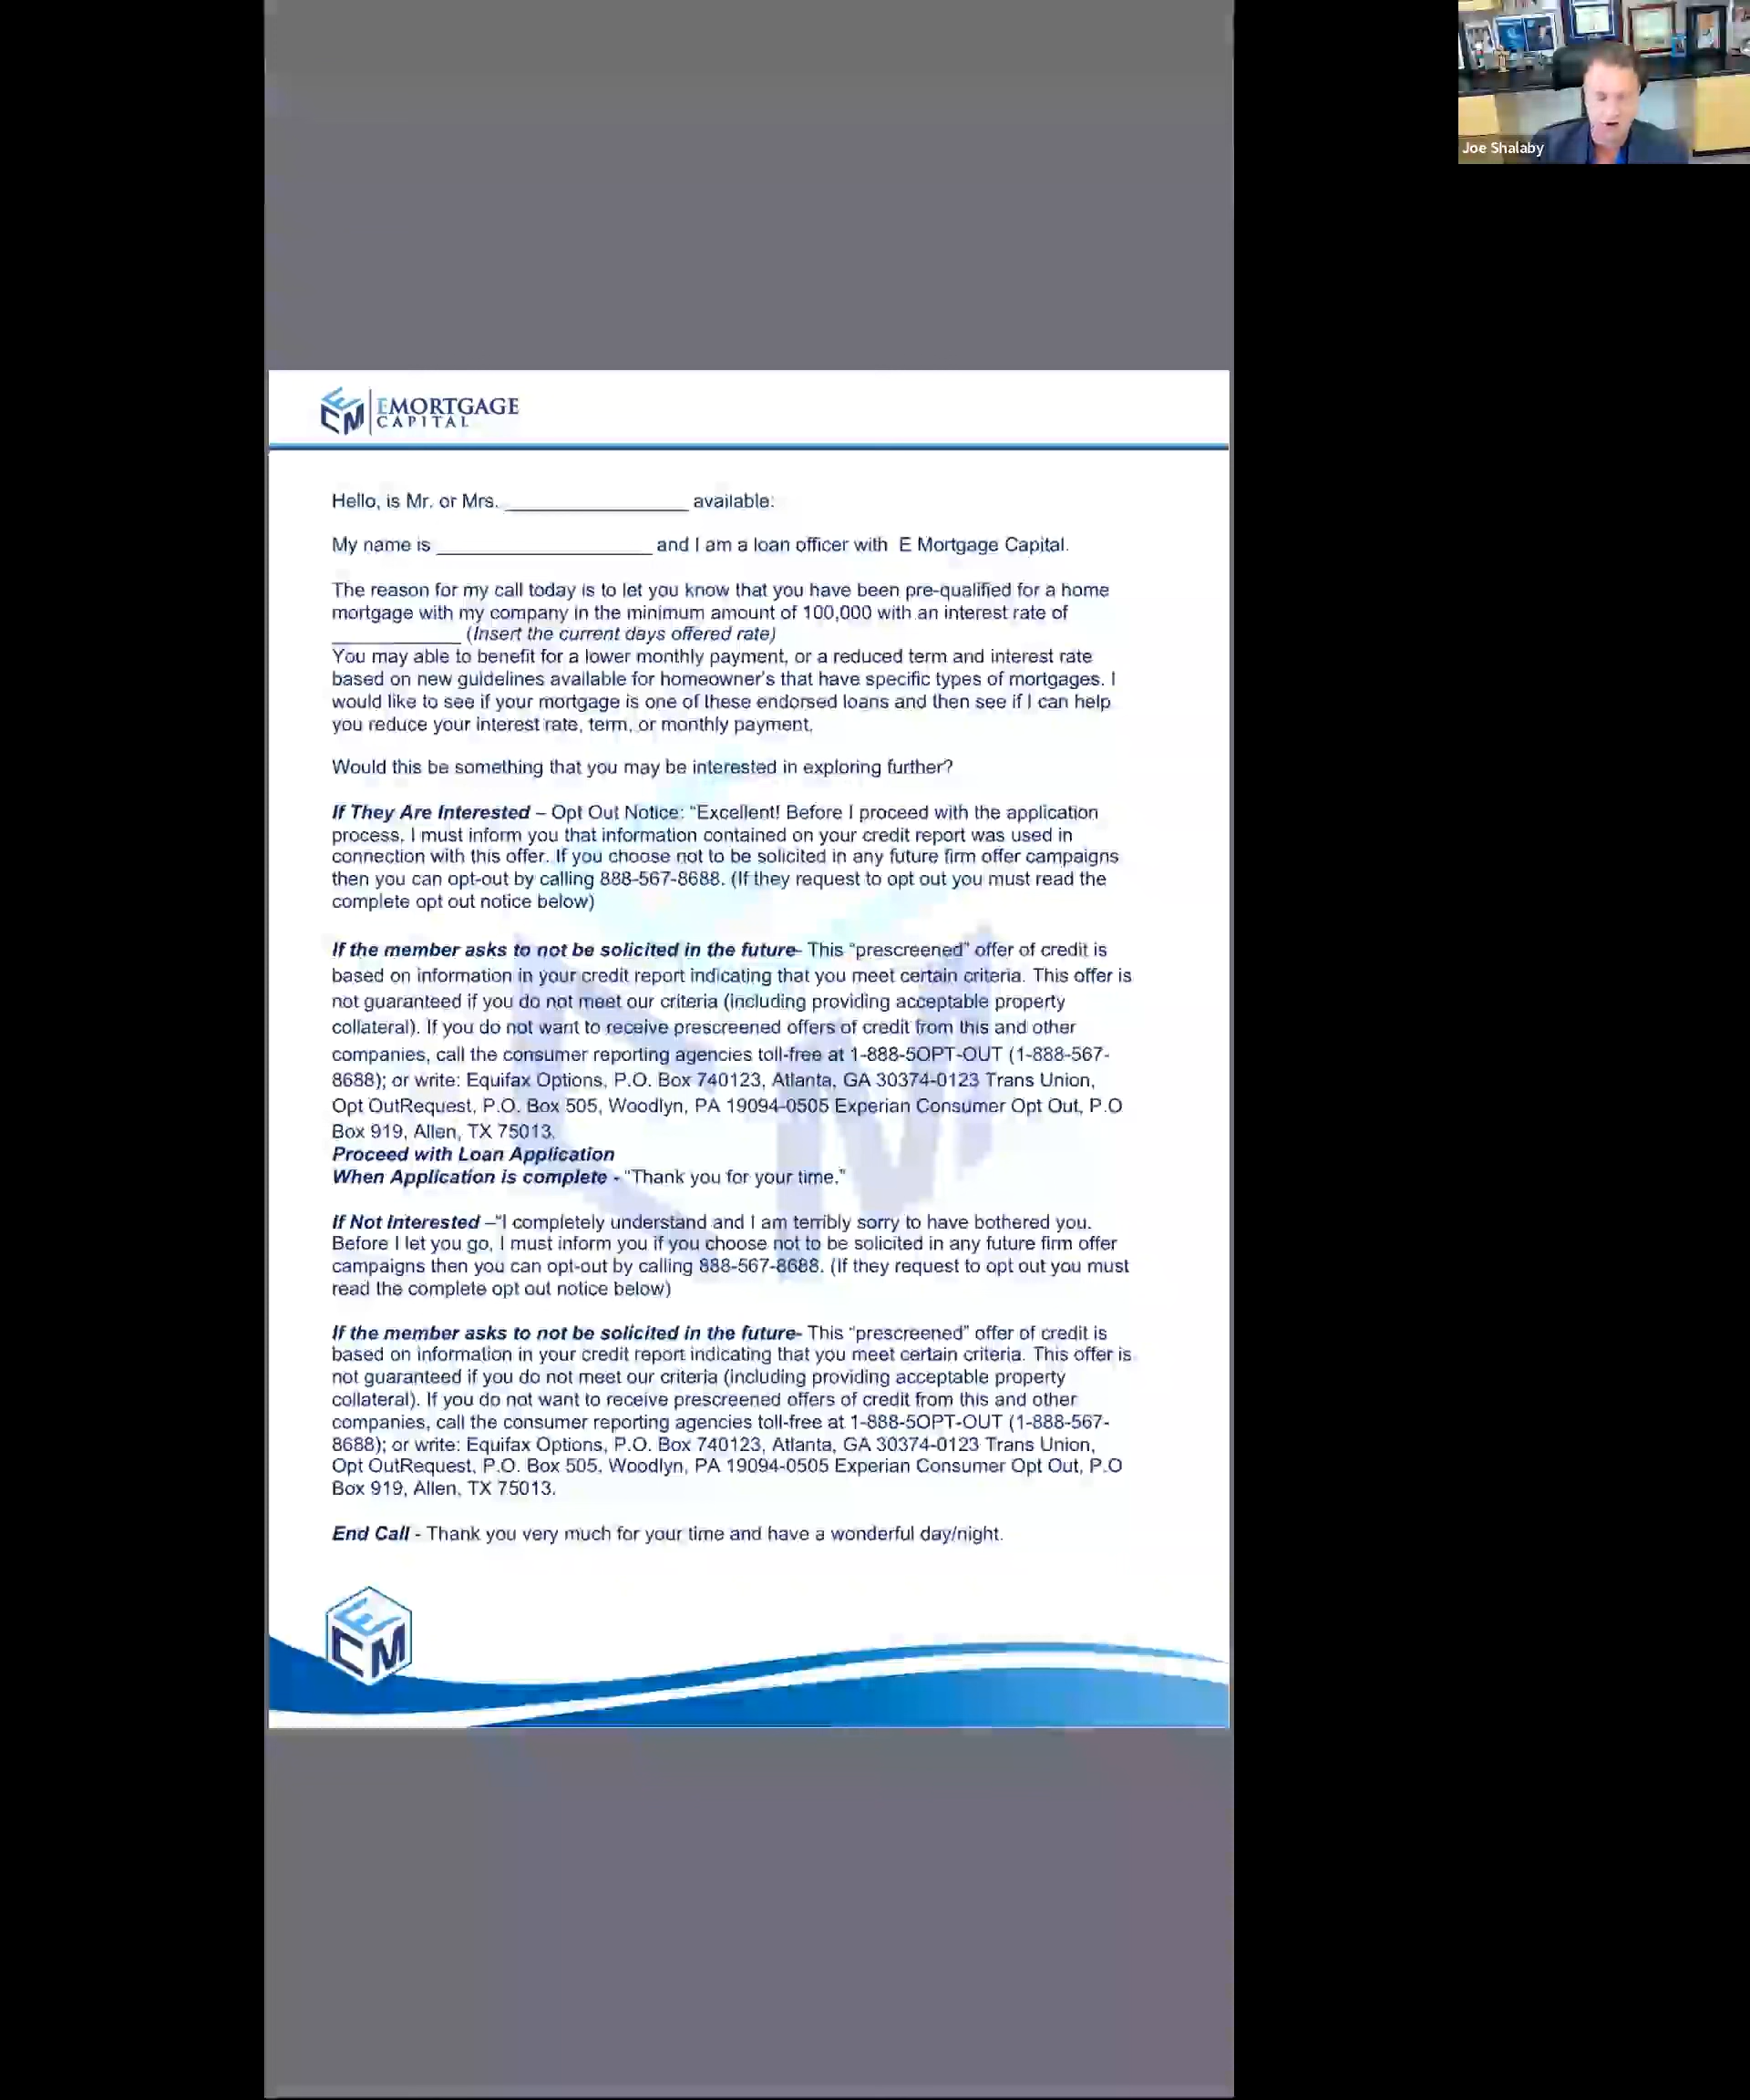 Joe Shalaby
ECM
EMORTGAGE
CAPITAL
Hello, is Mr. or Mrs. _________________ available:
My name is ____________________ and I am a loan officer with E Mortgage Capital.
The reason for my call today is to let you know that you have been pre-qualified for a home
mortgage with my company in the minimum amount of 100,000 with an interest rate of
____________ (Insert the current days offered rate)
You may able to benefit for a lower monthly payment, or a reduced term and interest rate
based on new guidelines available for homeowner's that have specific types of mortgages. I
would like to see if your mortgage is one of these endorsed loans and then see if I can help
you reduce your interest rate, term, or monthly payment.
Would this be something that you may be interested in exploring further?
If They Are Interested – Opt Out Notice: "Excellent! Before I proceed with the application
process, I must inform you that information contained on your credit report was used in
connection with this offer. If you choose not to be solicited in any future firm offer campaigns
then you can opt-out by calling 888-567-8688. (If they request to opt out you must read the
complete opt out notice below)
If the member asks to not be solicited in the future- This "prescreened" offer of credit is
based on information in your credit report indicating that you meet certain criteria. This offer is
not guaranteed if you do not meet our criteria (including providing acceptable property
collateral). If you do not want to receive prescreened offers of credit from this and other
companies, call the consumer reporting agencies toll-free at 1-888-5OPT-OUT (1-888-567-
8688); or write: Equifax Options, P.O. Box 740123, Atlanta, GA 30374-0123 Trans Union,
Opt OutRequest, P.O. Box 505, Woodlyn, PA 19094-0505 Experian Consumer Opt Out, P.O
Box 919, Allen, TX 75013.
Proceed with Loan Application
When Application is complete - "Thank you for your time."
If Not Interested –"I completely understand and I am terribly sorry to have bothered you.
Before I let you go, I must inform you if you choose not to be solicited in any future firm offer
campaigns then you can opt-out by calling 888-567-8688. (If they request to opt out you must
read the complete opt out notice below)
If the member asks to not be solicited in the future- This "prescreened" offer of credit is
based on information in your credit report indicating that you meet certain criteria. This offer is
not guaranteed if you do not meet our criteria (including providing acceptable property
collateral). If you do not want to receive prescreened offers of credit from this and other
companies, call the consumer reporting agencies toll-free at 1-888-5OPT-OUT (1-888-567-
8688); or write: Equifax Options, P.O. Box 740123, Atlanta, GA 30374-0123 Trans Union,
Opt OutRequest, P.O. Box 505, Woodlyn, PA 19094-0505 Experian Consumer Opt Out, P.O
Box 919, Allen, TX 75013.
End Call - Thank you very much for your time and have a wonderful day/night.
ECM